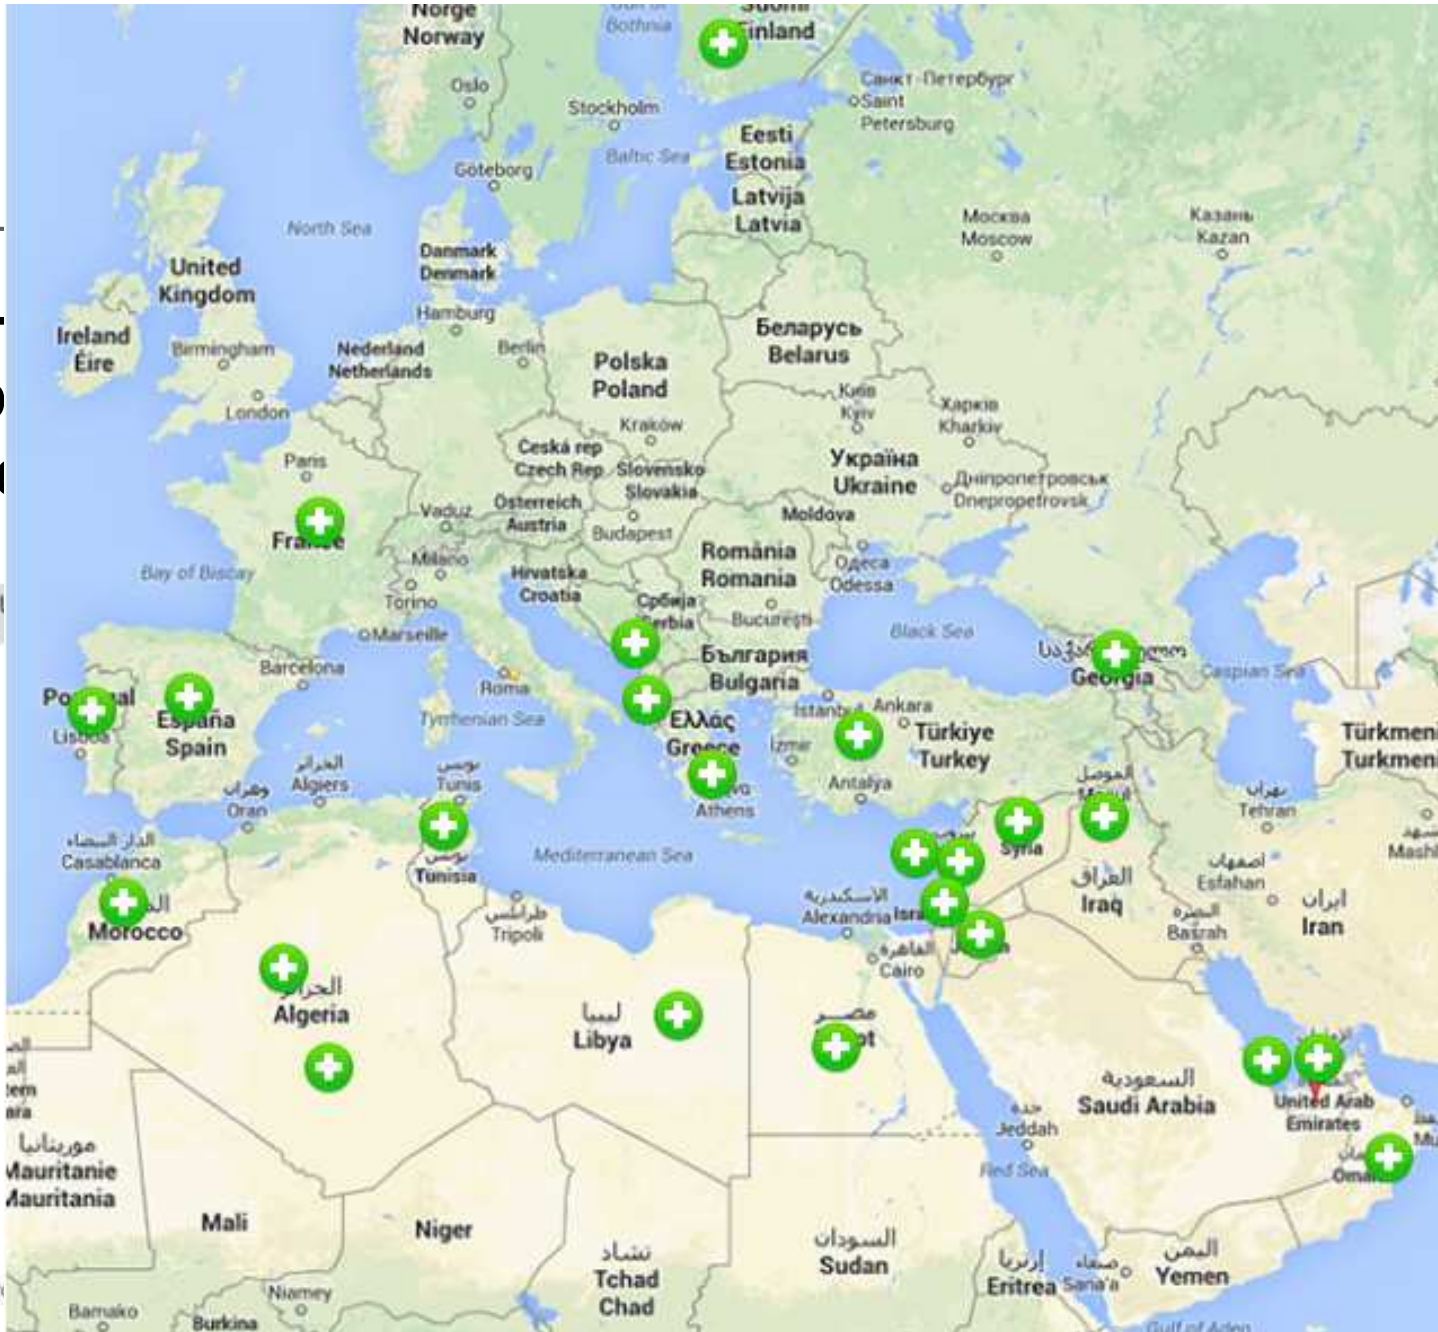 Norge
Norway
Bothnia
Finland
Oslo
Stockholm
Санкт-Петербург
Saint
Petersburg
Eesti
Estonia
Baltic Sea
Göteborg
Latvija
Latvia
North Sea
Москва
Moscow
Казань
Kazan
Danmark
Denmark
United
Kingdom
Hamburg
Ireland
Éire
Birmingham
Nederland
Netherlands
Berlin
Polska
Poland
Беларусь
Belarus
London
Київ
Kyiv
Харків
Kharkiv
Kraków
Paris
Česká rep
Czech Rep
Slovensko
Slovakia
Україна
Ukraine
Дніпропетровськ
Dnepropetrovsk
Vaduz
Österreich
Austria
Moldova
Budapest
France
Milano
România
Romania
Одеса
Odessa
Bay of Biscay
Hrvatska
Croatia
Torino
Србија
Serbia
București
Marseille
Black Sea
Barcelona
Roma
България
Bulgaria
Georgia
Caspian Sea
Portugal
España
Spain
Lisboa
Tyrrhenian Sea
Ελλάς
Greece
Istanbul
Ankara
Türkiye
Turkey
İzmir
Antalya
Athens
الجزائر
Algiers
وهران
Oran
تونس
Tunis
الموصل
تهران
Tehran
الدار البيضاء
Casablanca
Mediterranean Sea
تونس
Tunisia
Syria
العراق
Iraq
اصفهان
Esfahan
ایران
Iran
Morocco
طرابلس
Tripoli
الاسكندرية
Alexandria
القاهرة
Cairo
البصرة
Basrah
Algeria
ليبيا
Libya
مصر
السعودية
Saudi Arabia
United Arab
Emirates
جدة
Jeddah
Red Sea
Oman
موريتانيا
Mauritanie
Mauritania
Mali
Niger
تشاد
Tchad
Chad
السودان
Sudan
إرتريا
Eritrea
صنعاء
Sana'a
اليمن
Yemen
Niamey
Bamako
Burkina
Gulf of Aden